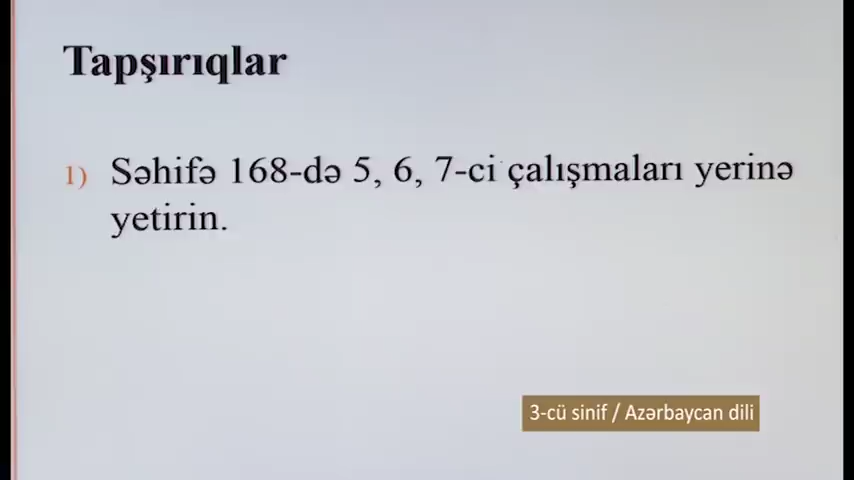 Tapşırıqlar
1) Səhifə 168-də 5, 6, 7-ci çalışmaları yerinə
yetirin.
3-cü sinif / Azərbaycan dili